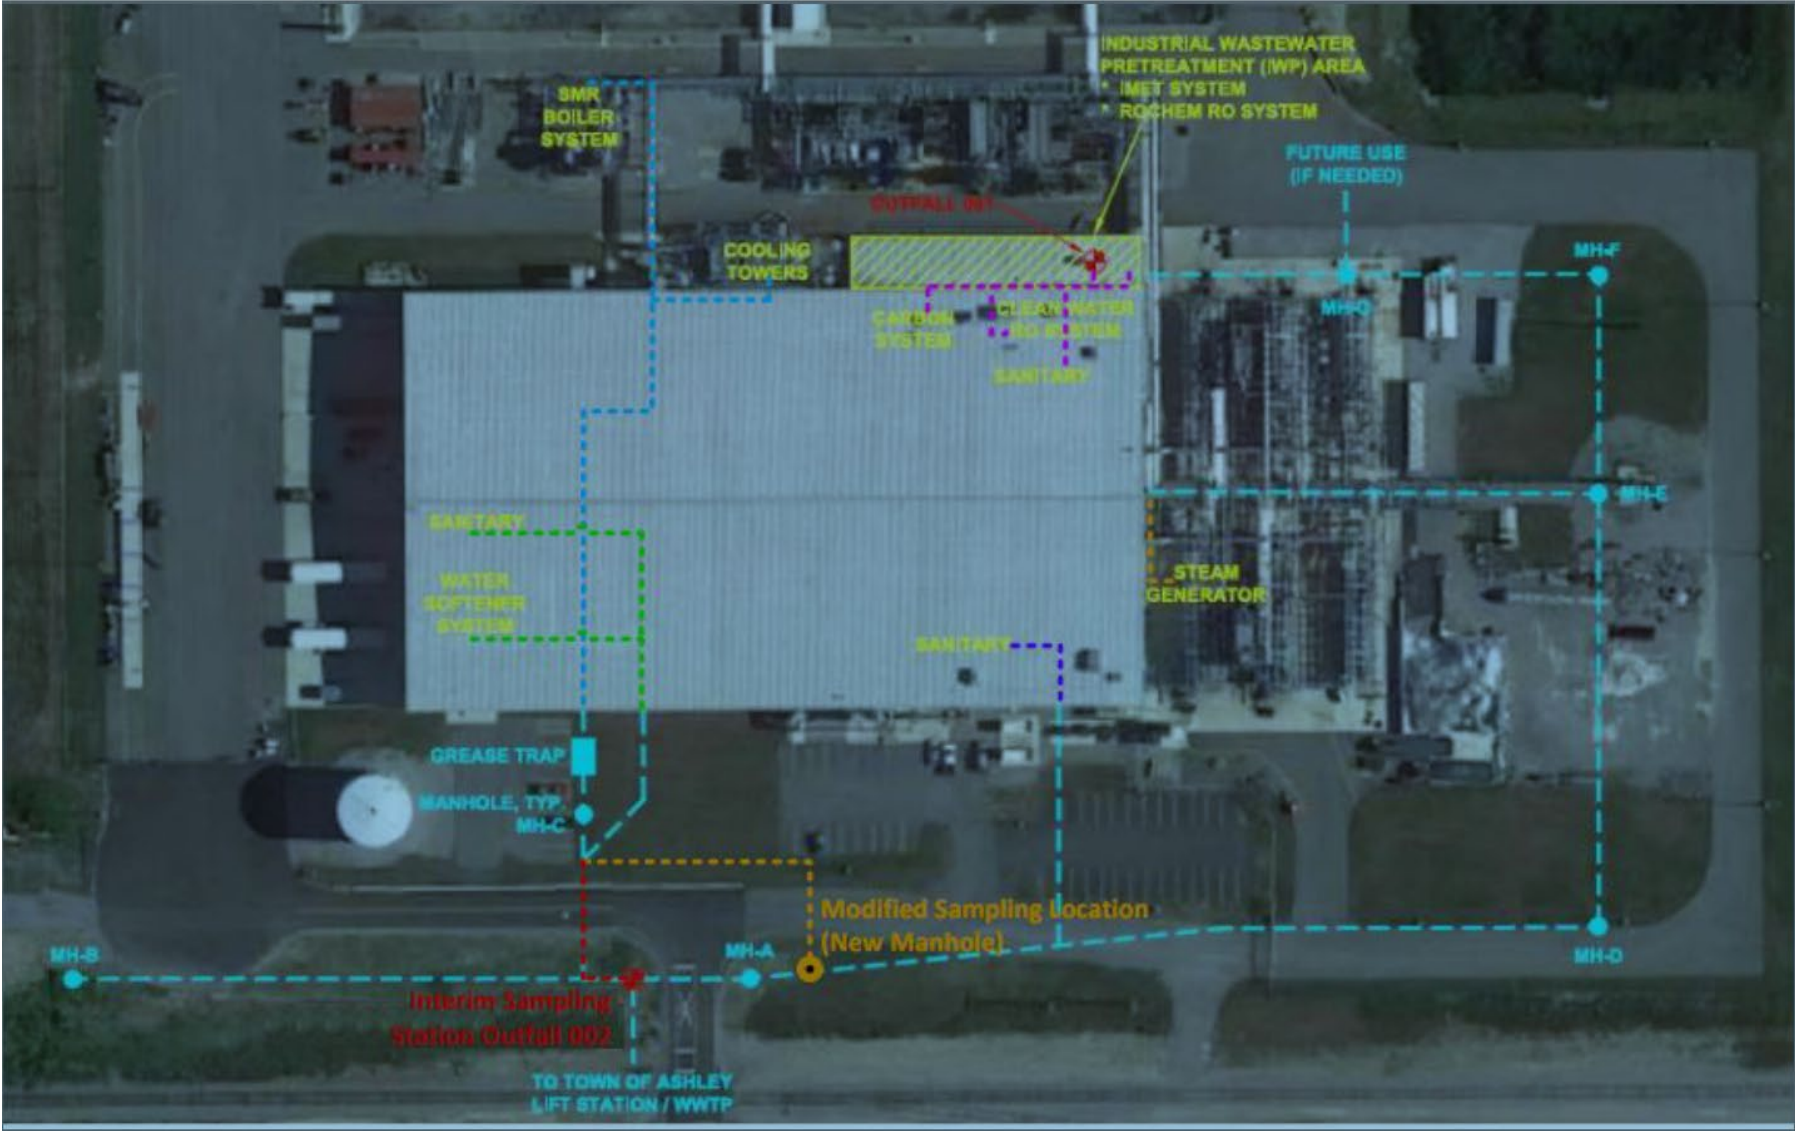 INDUSTRIAL WASTEWATER
PRETREATMENT (IWP) AREA
* IMET SYSTEM
* ROCHEM RO SYSTEM
SMR
BOILER
SYSTEM
FUTURE USE
(IF NEEDED)
OUTFALL 001
COOLING
TOWERS
MH-F
MH-G
CARBON
SYSTEM
CLEAN WATER
RO SYSTEM
SANITARY
MH-E
SANITARY
STEAM
GENERATOR
WATER
SOFTENER
SYSTEM
SANITARY
GREASE TRAP
MANHOLE, TYP.
MH-C
Modified Sampling Location
(New Manhole)
MH-B
MH-A
MH-D
Interim Sampling
Station Outfall 002
TO TOWN OF ASHLEY
LIFT STATION / WWTP